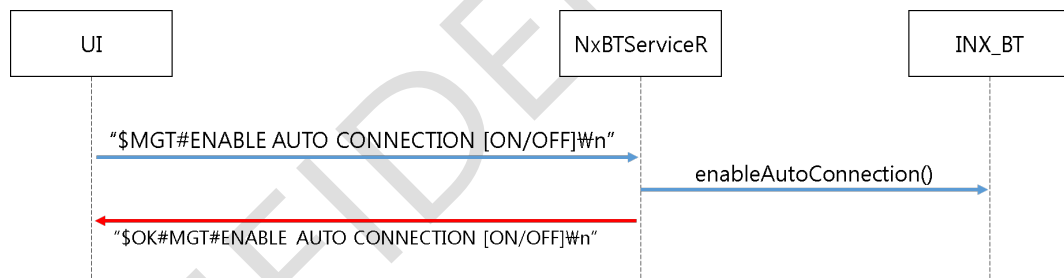 UI
NxBTServiceR
INX_BT
“$MGT#ENABLE AUTO CONNECTION [ON/OFF]₩n”
enableAutoConnection()
“$OK#MGT#ENABLE AUTO CONNECTION [ON/OFF]₩n”